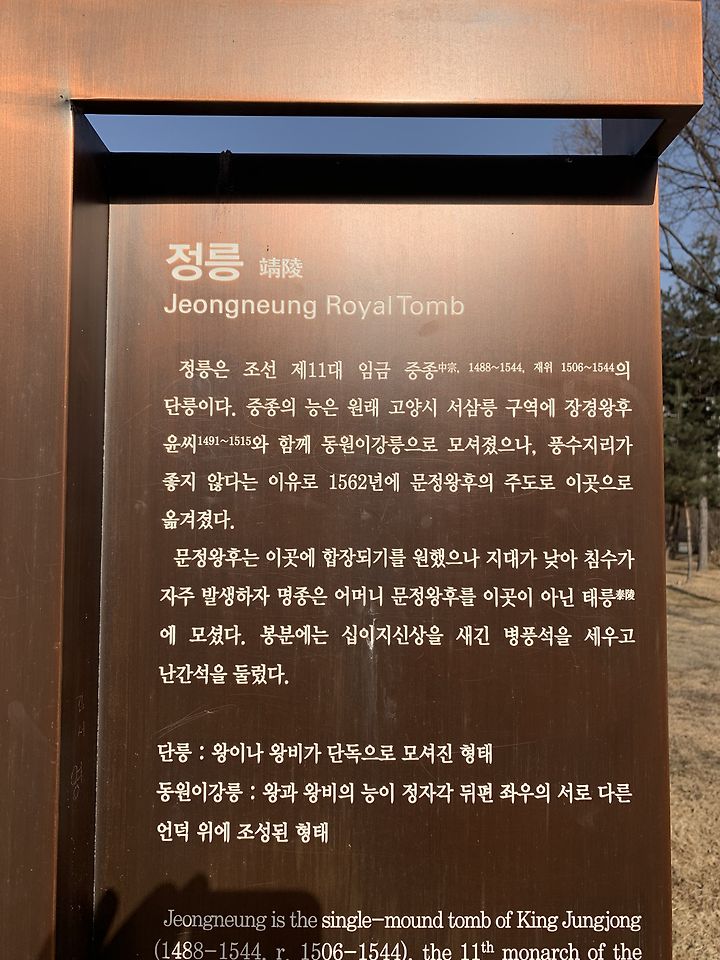 정릉 靖陵
Jeongneung Royal Tomb
정릉은 조선 제11대 임금 중종中宗, 1488~1544, 재위 1506~1544의
단릉이다. 중종의 능은 원래 고양시 서삼릉 구역에 장경왕후
윤씨1491~1515와 함께 동원이강릉으로 모셔졌으나, 풍수지리가
좋지 않다는 이유로 1562년에 문정왕후의 주도로 이곳으로
옮겨졌다.
문정왕후는 이곳에 합장되기를 원했으나 지대가 낮아 침수가
자주 발생하자 명종은 어머니 문정왕후를 이곳이 아닌 태릉泰陵
에 모셨다. 봉분에는 십이지신상을 새긴 병풍석을 세우고
난간석을 둘렀다.
단릉 : 왕이나 왕비가 단독으로 모셔진 형태
동원이강릉 : 왕과 왕비의 능이 정자각 뒤편 좌우의 서로 다른
언덕 위에 조성된 형태
Jeongneung is the single-mound tomb of King Jungjong
(1488-1544, r. 1506-1544), the 11th monarch of the